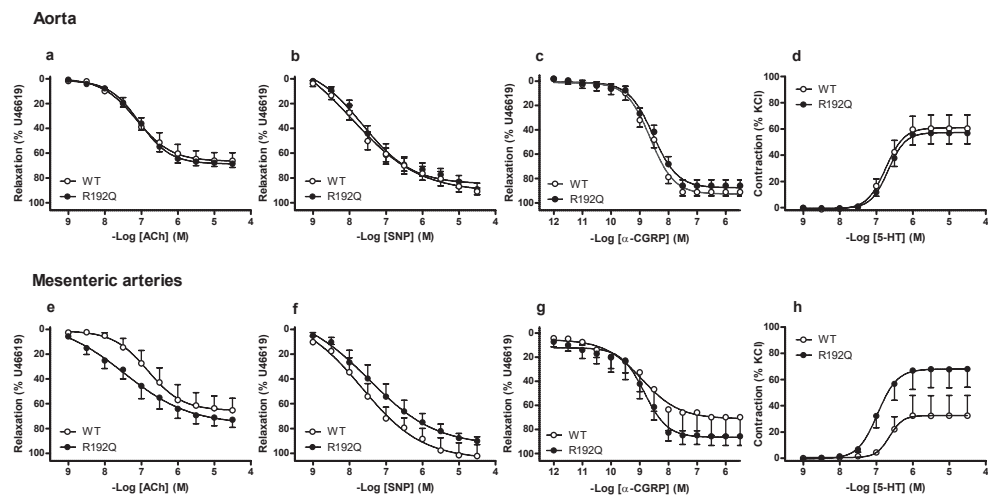 Aorta
a
b
c
d
0
20
40
60
80
100
Relaxation (% U46619)
WT
R192Q
9 8 7 6 5 4
-Log [ACh] (M)
0
20
40
60
80
100
Relaxation (% U46619)
WT
R192Q
9 8 7 6 5 4
-Log [SNP] (M)
0
20
40
60
80
100
Relaxation (% U46619)
WT
R192Q
12 11 10 9 8 7 6
-Log [α-CGRP] (M)
100
80
60
40
20
0
Contraction (% KCl)
WT
R192Q
9 8 7 6 5 4
-Log [5-HT] (M)
Mesenteric arteries
e
f
g
h
0
20
40
60
80
100
Relaxation (% U46619)
WT
R192Q
9 8 7 6 5 4
-Log [ACh] (M)
0
20
40
60
80
100
Relaxation (% U46619)
WT
R192Q
9 8 7 6 5 4
-Log [SNP] (M)
0
20
40
60
80
100
Relaxation (% U46619)
WT
R192Q
12 11 10 9 8 7 6
-Log [α-CGRP] (M)
100
80
60
40
20
0
Contraction (% KCl)
WT
R192Q
9 8 7 6 5 4
-Log [5-HT] (M)